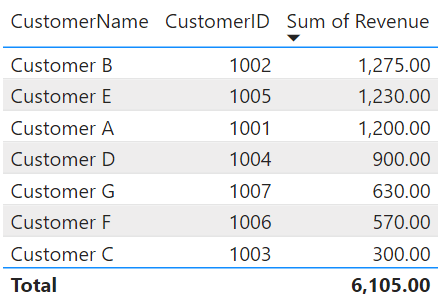 CustomerName CustomerID Sum of Revenue
Customer B 1002 1,275.00
Customer E 1005 1,230.00
Customer A 1001 1,200.00
Customer D 1004 900.00
Customer G 1007 630.00
Customer F 1006 570.00
Customer C 1003 300.00
Total 6,105.00